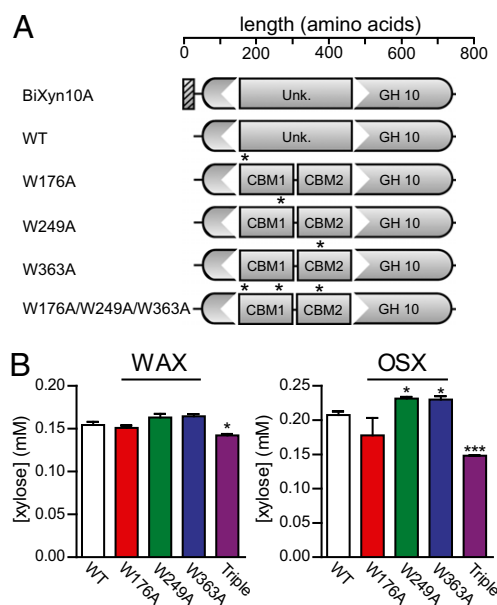 A
length (amino acids)
0 200 400 600 800
BiXyn10A Unk. GH 10
WT Unk. GH 10
*
W176A CBM1 CBM2 GH 10
*
W249A CBM1 CBM2 GH 10
*
W363A CBM1 CBM2 GH 10
* * *
W176A/W249A/W363A CBM1 CBM2 GH 10
B
WAX
[xylose] (mM)
0.20
0.15
0.10
0.05
0.00
*
WT W176A W249A W363A Triple
OSX
[xylose] (mM)
0.25
0.20
0.15
0.10
0.05
0.00
* * ***
WT W176A W249A W363A Triple